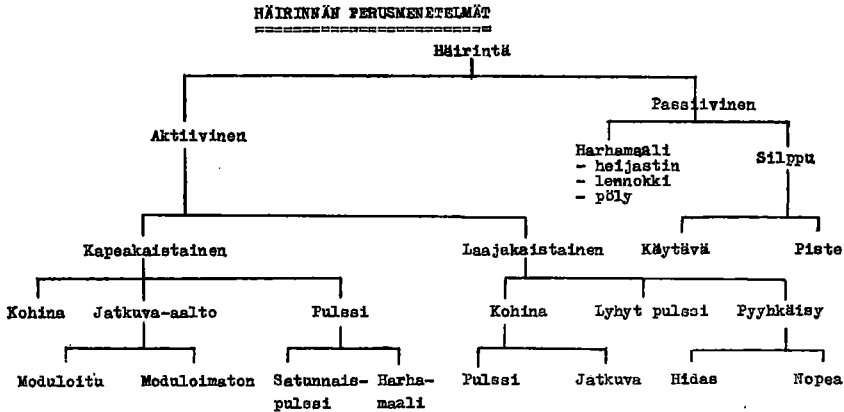 HÄIRINNÄN PERUSMENETELMÄT
Häirintä
Passiivinen
Aktiivinen
Harhamaali
- heijastin
- lennokki
- pöly
Silppu
Kapeakaistainen
Laajakaistainen
Käytävä
Piste
Kohina
Jatkuva-aalto
Pulssi
Kohina
Lyhyt pulssi
Pyyhkäisy
Moduloitu
Moduloimaton
Satunnais-
pulssi
Harha-
maali
Pulssi
Jatkuva
Hidas
Nopea